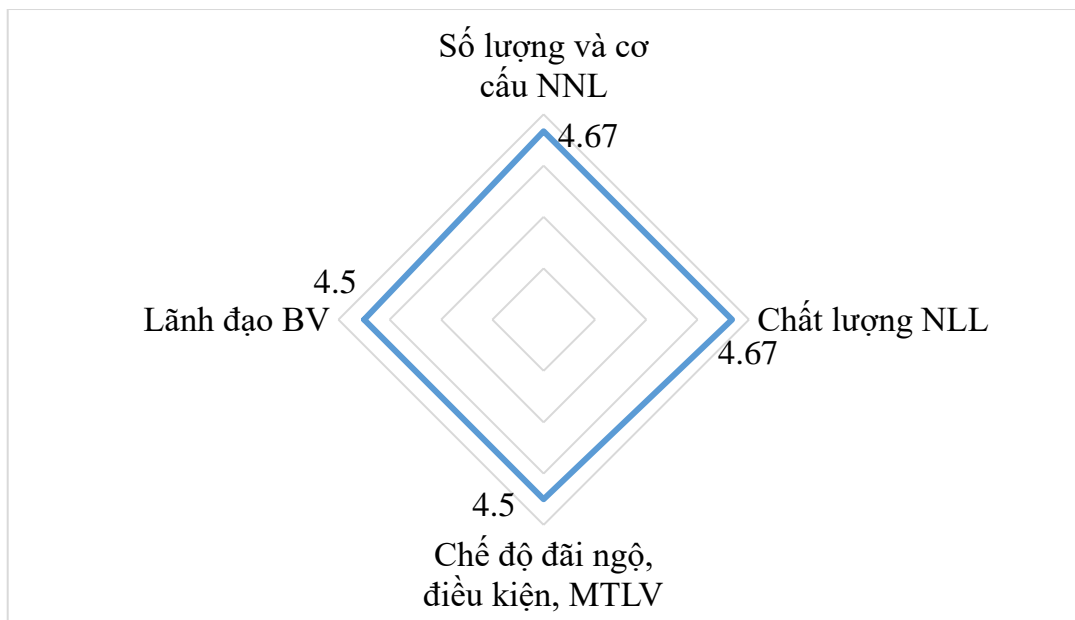 Số lượng và cơ
cấu NNL
4.67
4.5
Lãnh đạo BV
Chất lượng NLL
4.67
4.5
Chế độ đãi ngộ,
điều kiện, MTLV